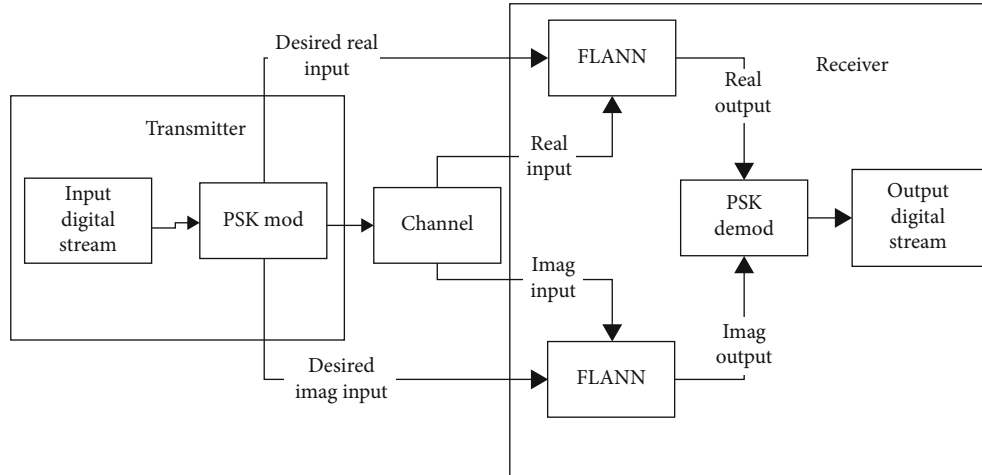 Desired real
input
FLANN
Receiver
Real
output
Transmitter
Real
input
Input
digital
stream
PSK mod
Channel
PSK
demod
Output
digital
stream
Imag
input
Imag
output
Desired
imag input
FLANN